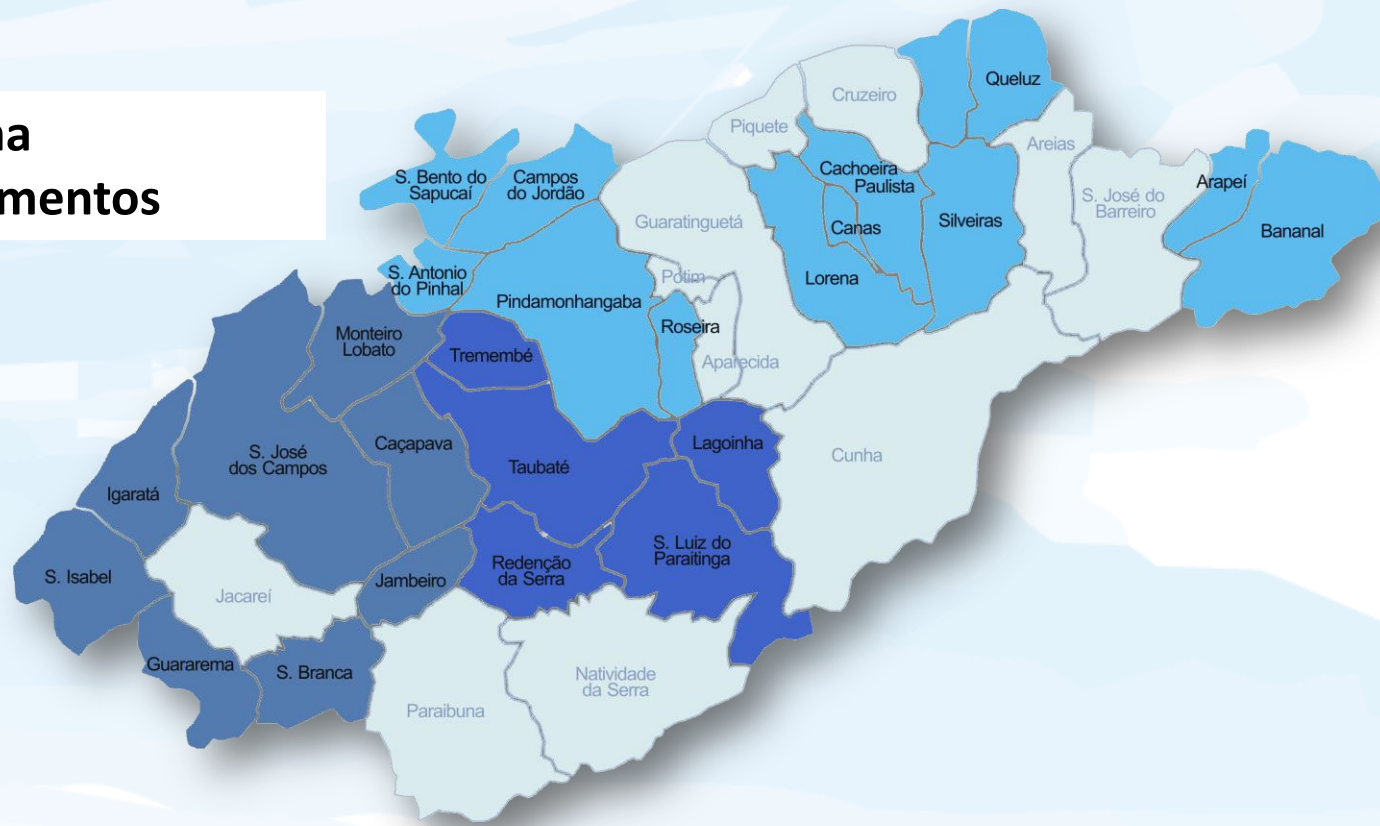 na
mentos
Queluz
Cruzeiro
Piquete
Areias
S. Bento do
Sapucaí
Campos
do Jordão
Cachoeira
Paulista
Arapeí
S. José do
Barreiro
Guaratinguetá
Canas
Silveiras
Bananal
S. Antonio
do Pinhal
Potim
Lorena
Pindamonhangaba
Roseira
Monteiro
Lobato
Tremembé
Aparecida
Caçapava
Lagoinha
S. José
dos Campos
Taubaté
Cunha
Igaratá
S. Luiz do
Paraitinga
Redenção
da Serra
S. Isabel
Jambeiro
Jacareí
Guararema
S. Branca
Natividade
da Serra
Paraibuna